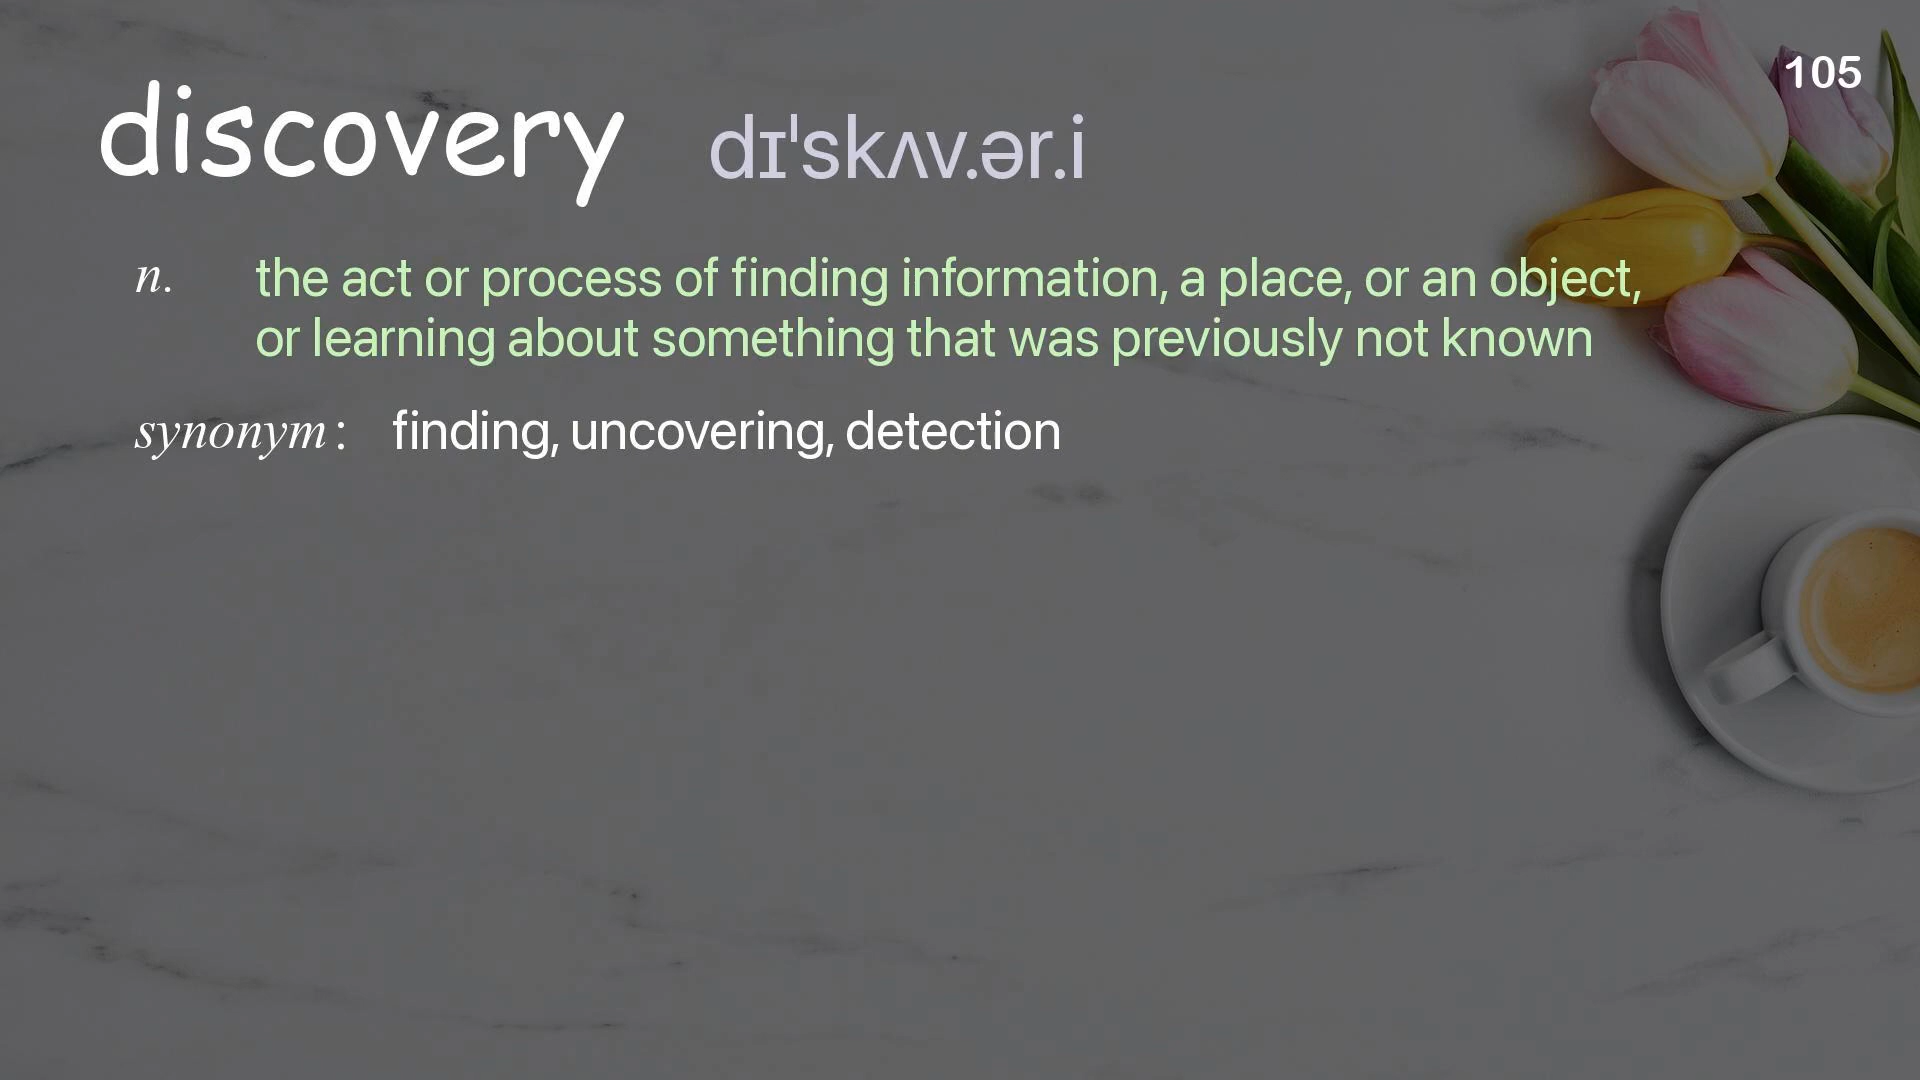 105
discovery dɪˈskʌv.ər.i
n. the act or process of finding information, a place, or an object,
or learning about something that was previously not known
synonym: finding, uncovering, detection